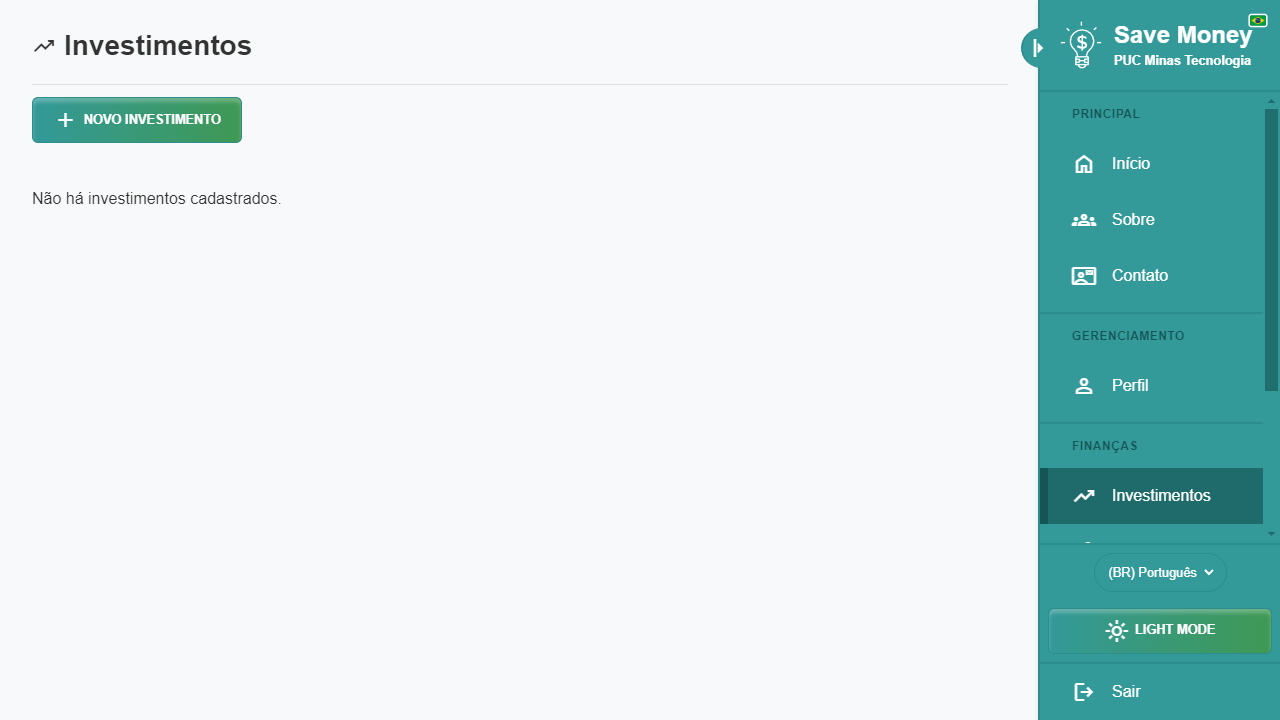 Investimentos
NOVO INVESTIMENTO
Não há investimentos cadastrados.
Save Money
PUC Minas Tecnologia
PRINCIPAL
Início
Sobre
Contato
GERENCIAMENTO
Perfil
FINANÇAS
Investimentos
(BR) Português
LIGHT MODE
Sair